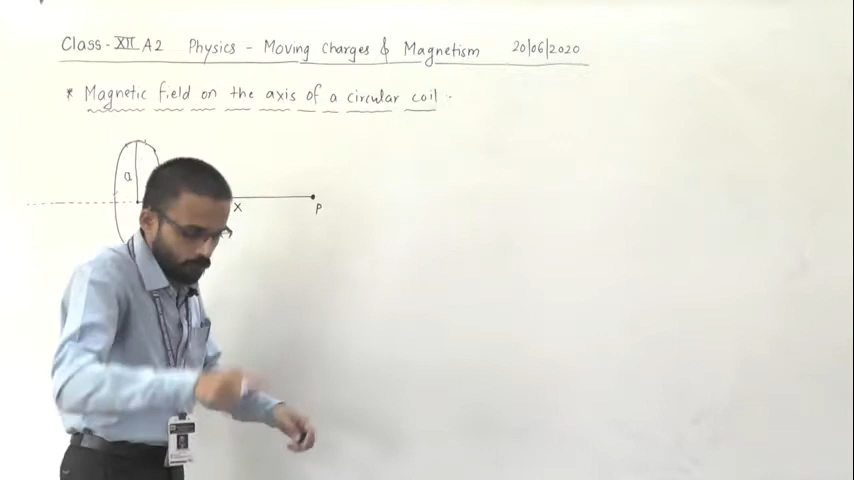 Class - XII A2 Physics - Moving Charges & Magnetism 20/06/2020
* Magnetic field on the axis of a circular coil .
a
x P